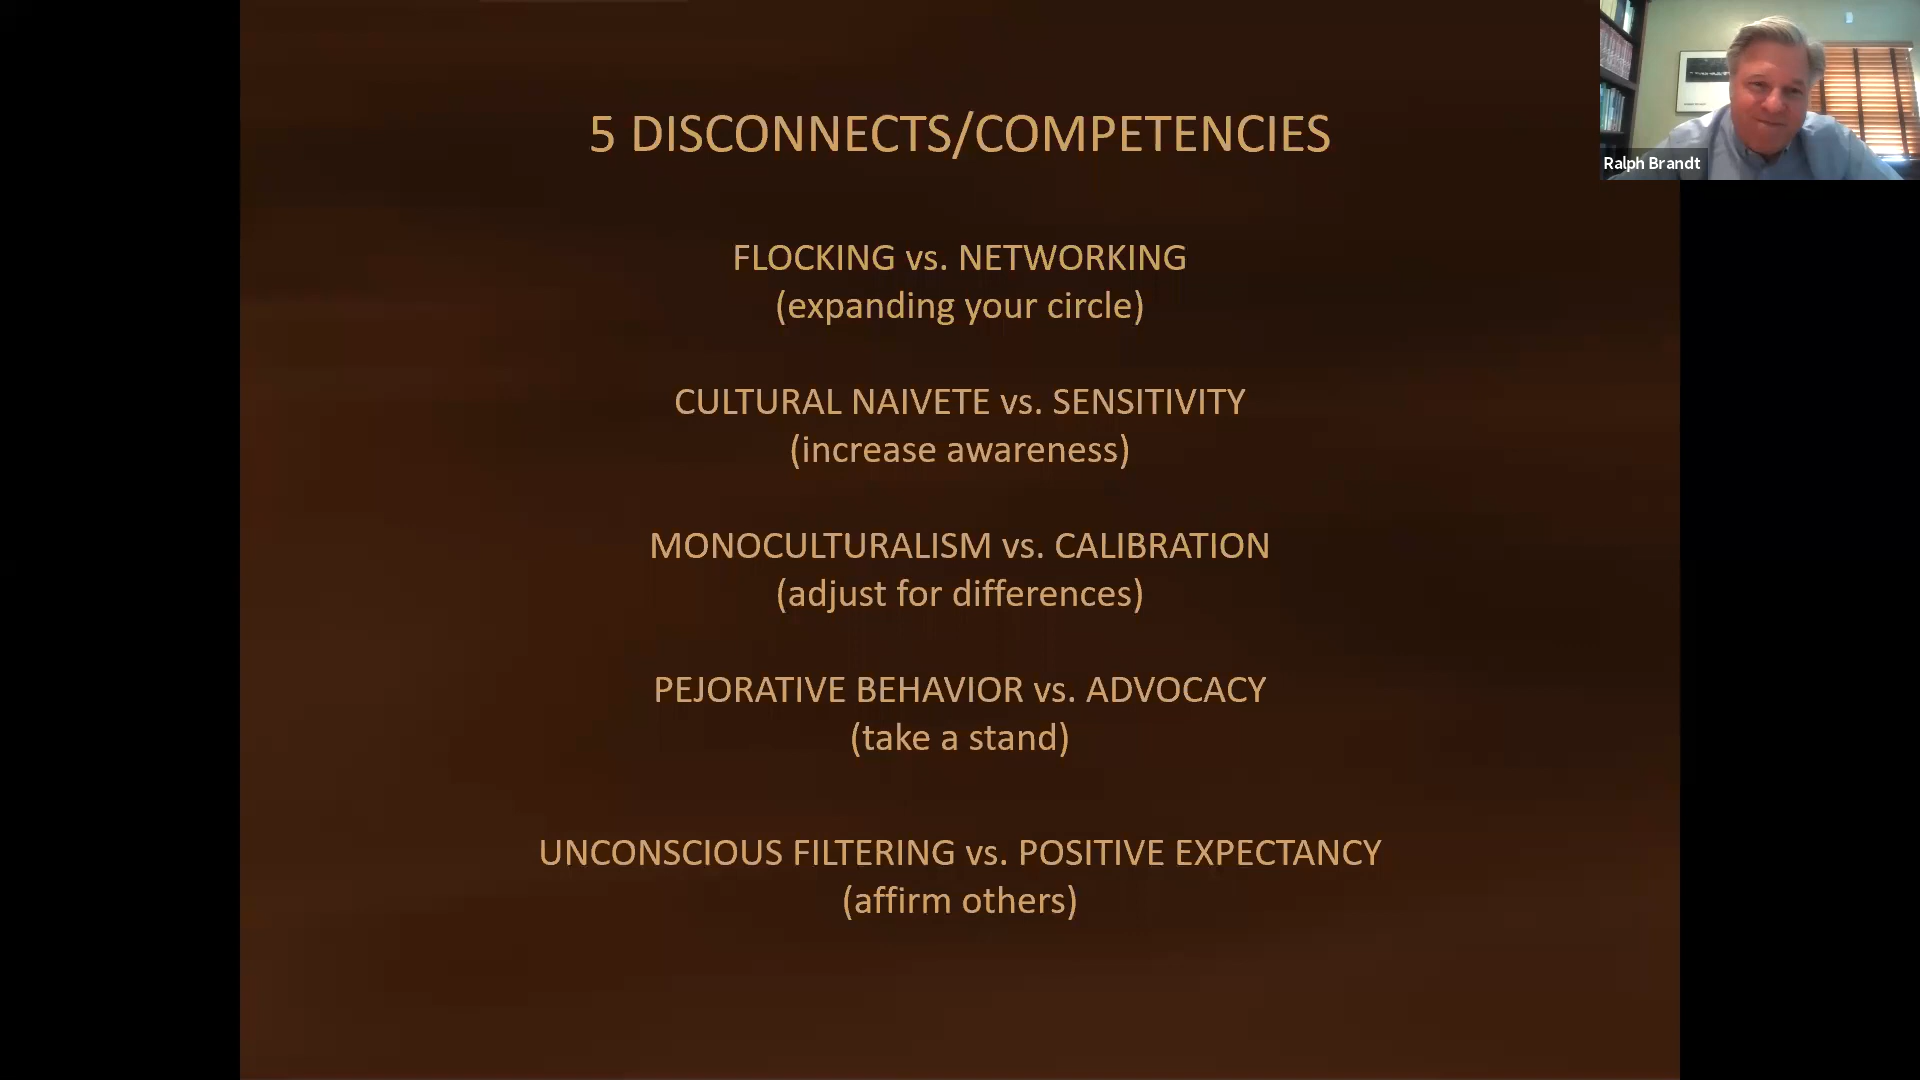 5 DISCONNECTS/COMPETENCIES
FLOCKING vs. NETWORKING
(expanding your circle)
CULTURAL NAIVETE vs. SENSITIVITY
(increase awareness)
MONOCULTURALISM vs. CALIBRATION
(adjust for differences)
PEJORATIVE BEHAVIOR vs. ADVOCACY
(take a stand)
UNCONSCIOUS FILTERING vs. POSITIVE EXPECTANCY
(affirm others)
Ralph Brandt